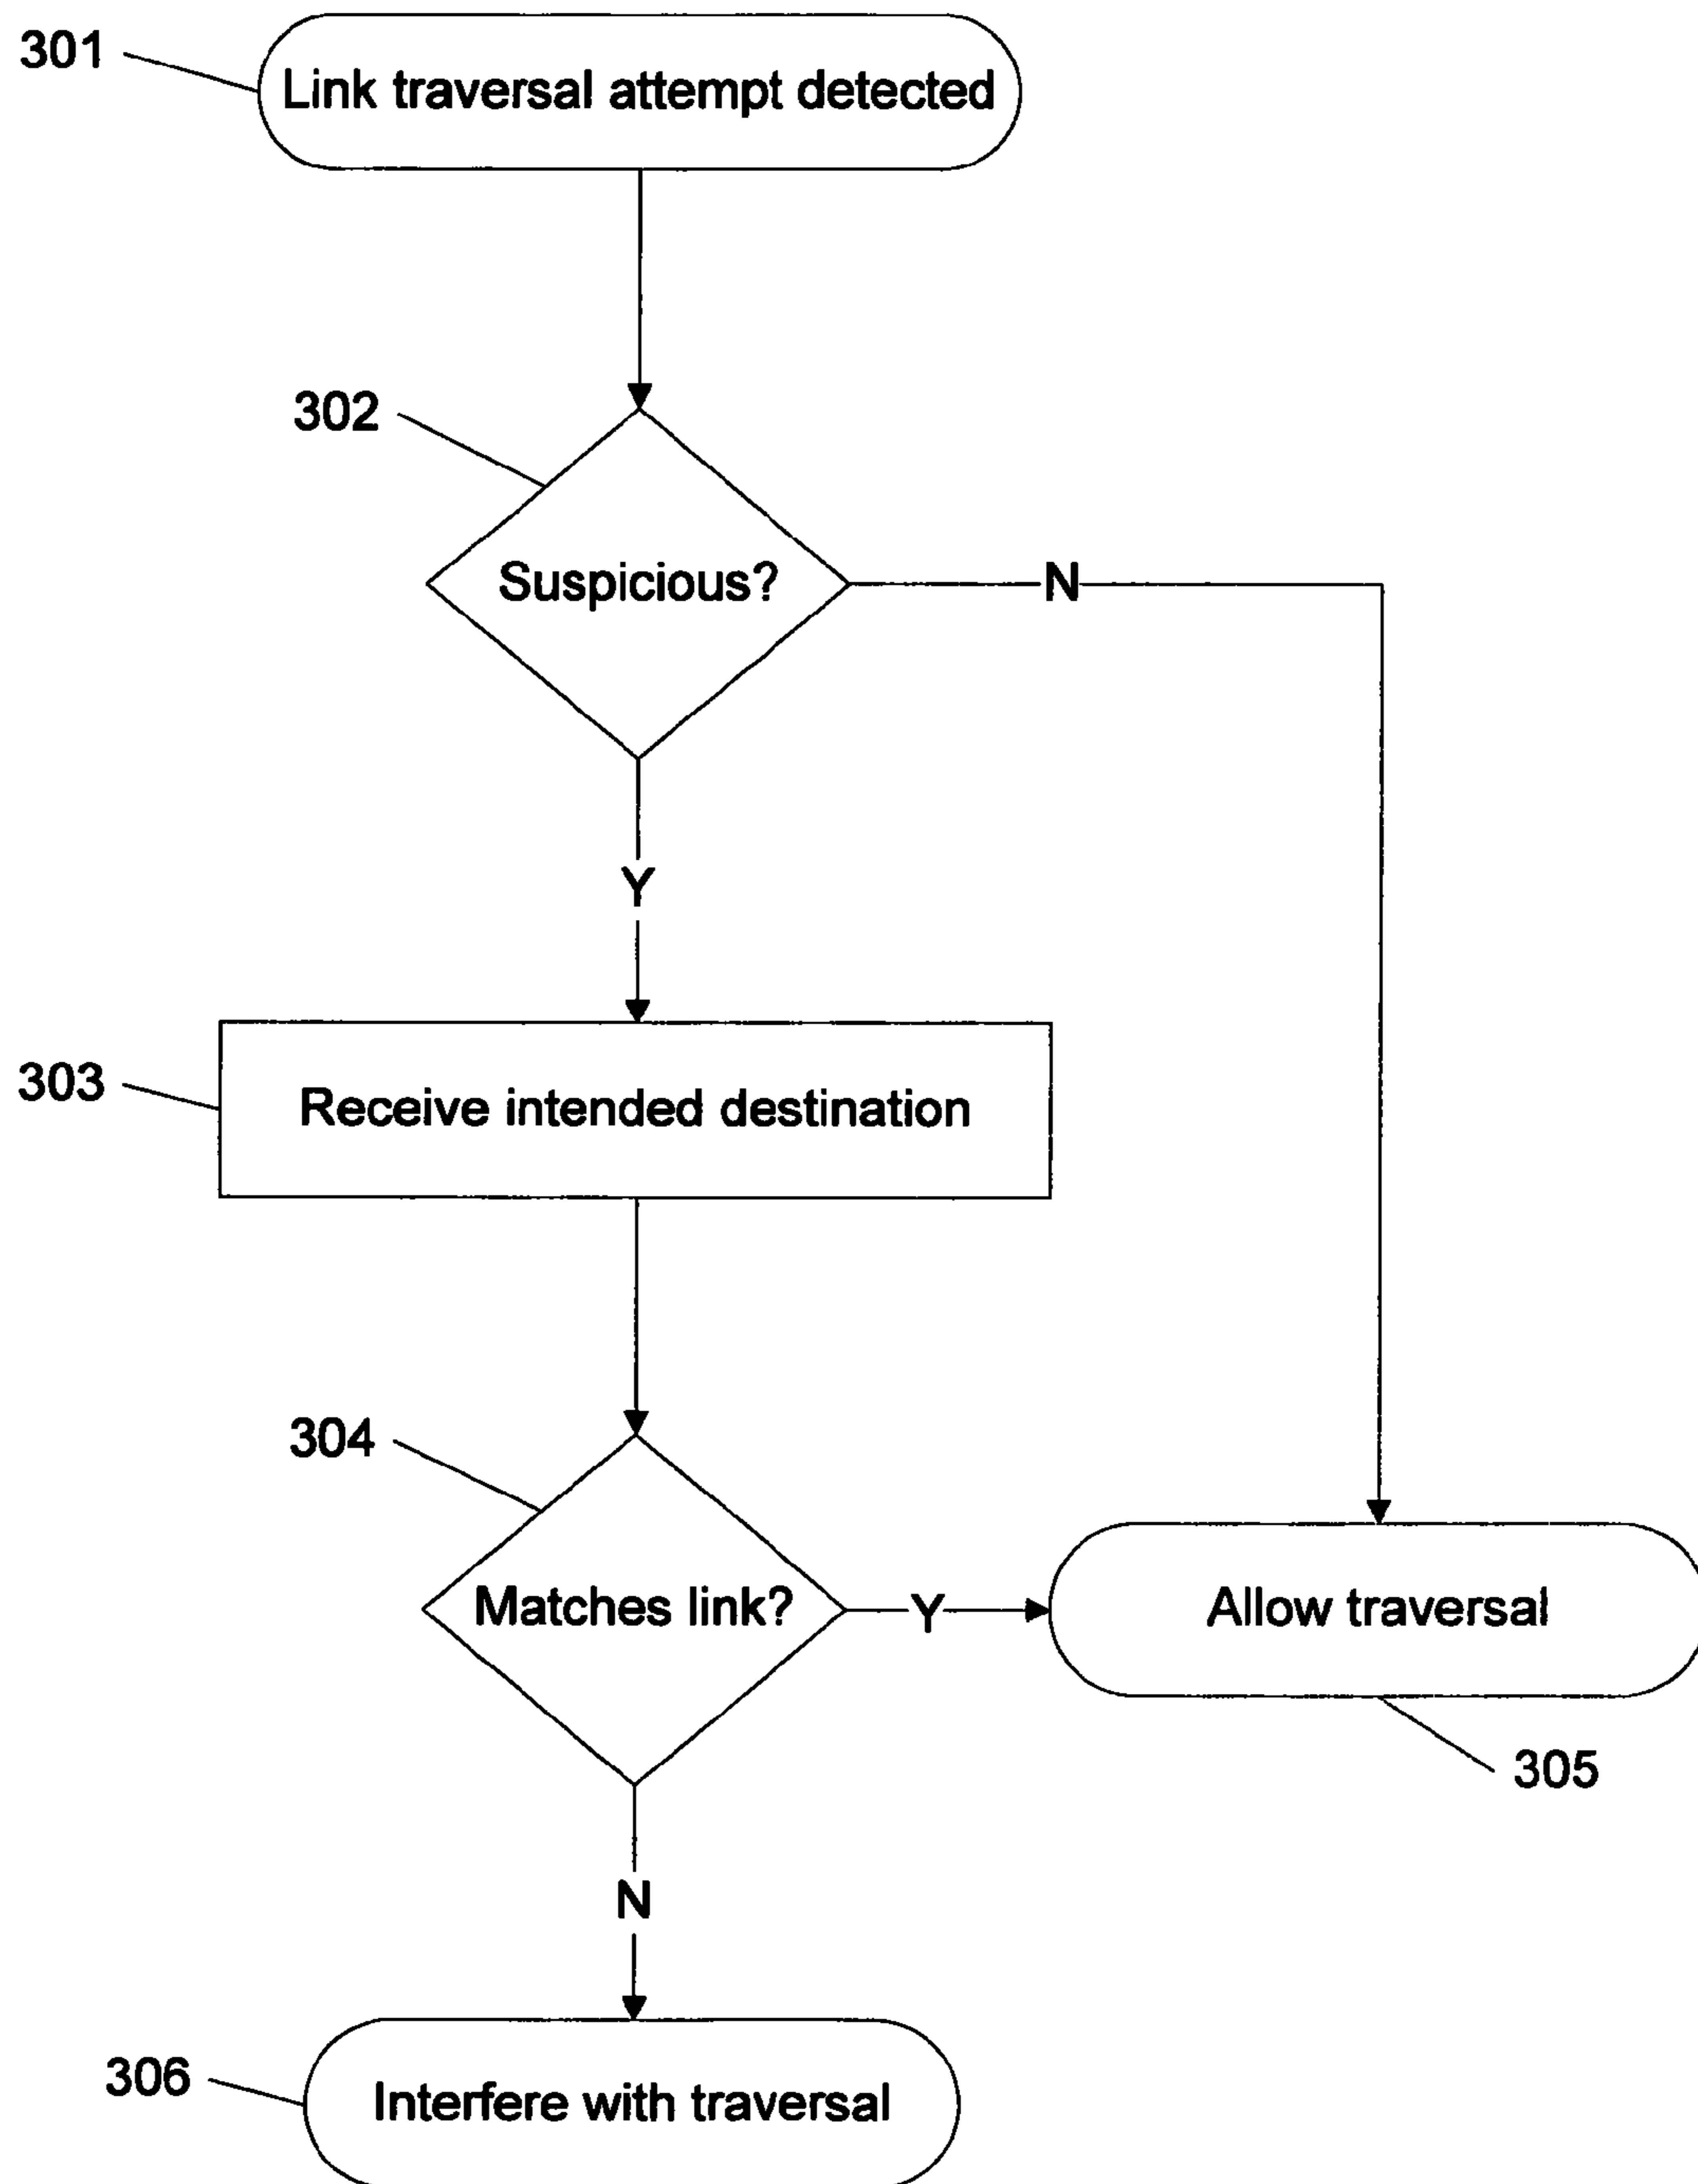 301
Link traversal attempt detected
302
Suspicious?
N
Y
303
Receive intended destination
304
Matches link?
Y
Allow traversal
305
N
306
Interfere with traversal